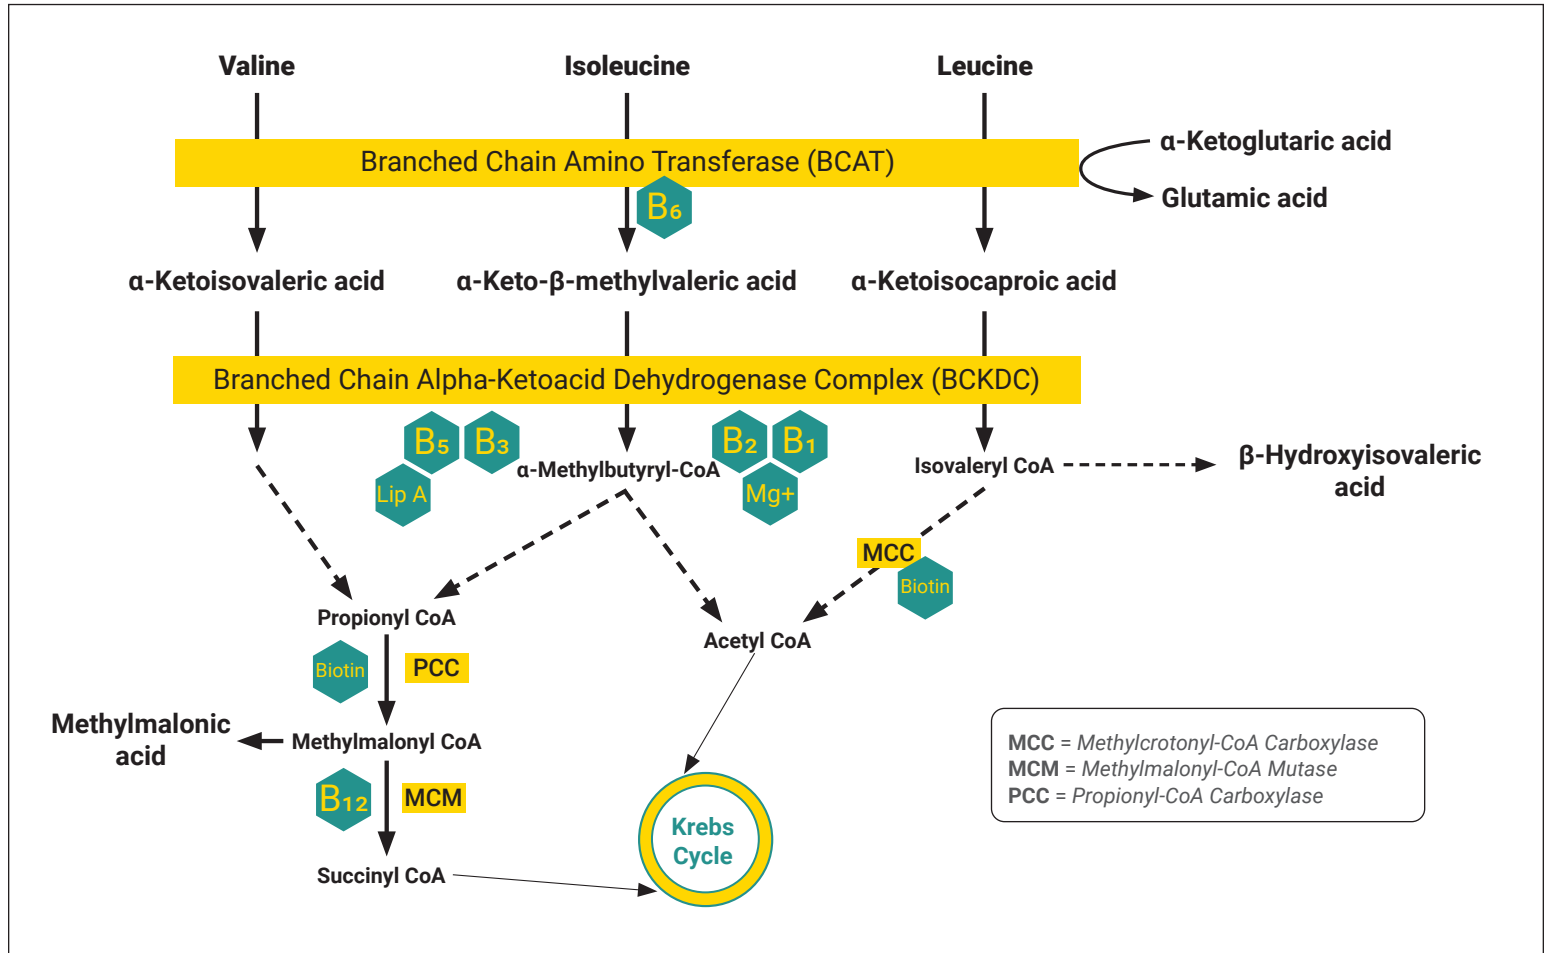 Valine
Isoleucine
Leucine
Branched Chain Amino Transferase (BCAT)
α-Ketoglutaric acid
Glutamic acid
B₆
α-Ketoisovaleric acid
α-Keto-β-methylvaleric acid
α-Ketoisocaproic acid
Branched Chain Alpha-Ketoacid Dehydrogenase Complex (BCKDC)
B₅
B₃
Lip A
α-Methylbutyryl-CoA
B₂
B₁
Mg+
Isovaleryl CoA
β-Hydroxyisovaleric
acid
MCC
Biotin
Propionyl CoA
Acetyl CoA
Biotin
PCC
Methylmalonic
acid
Methylmalonyl CoA
B₁₂
MCM
Succinyl CoA
Krebs
Cycle
MCC = Methylcrotonyl-CoA Carboxylase
MCM = Methylmalonyl-CoA Mutase
PCC = Propionyl-CoA Carboxylase